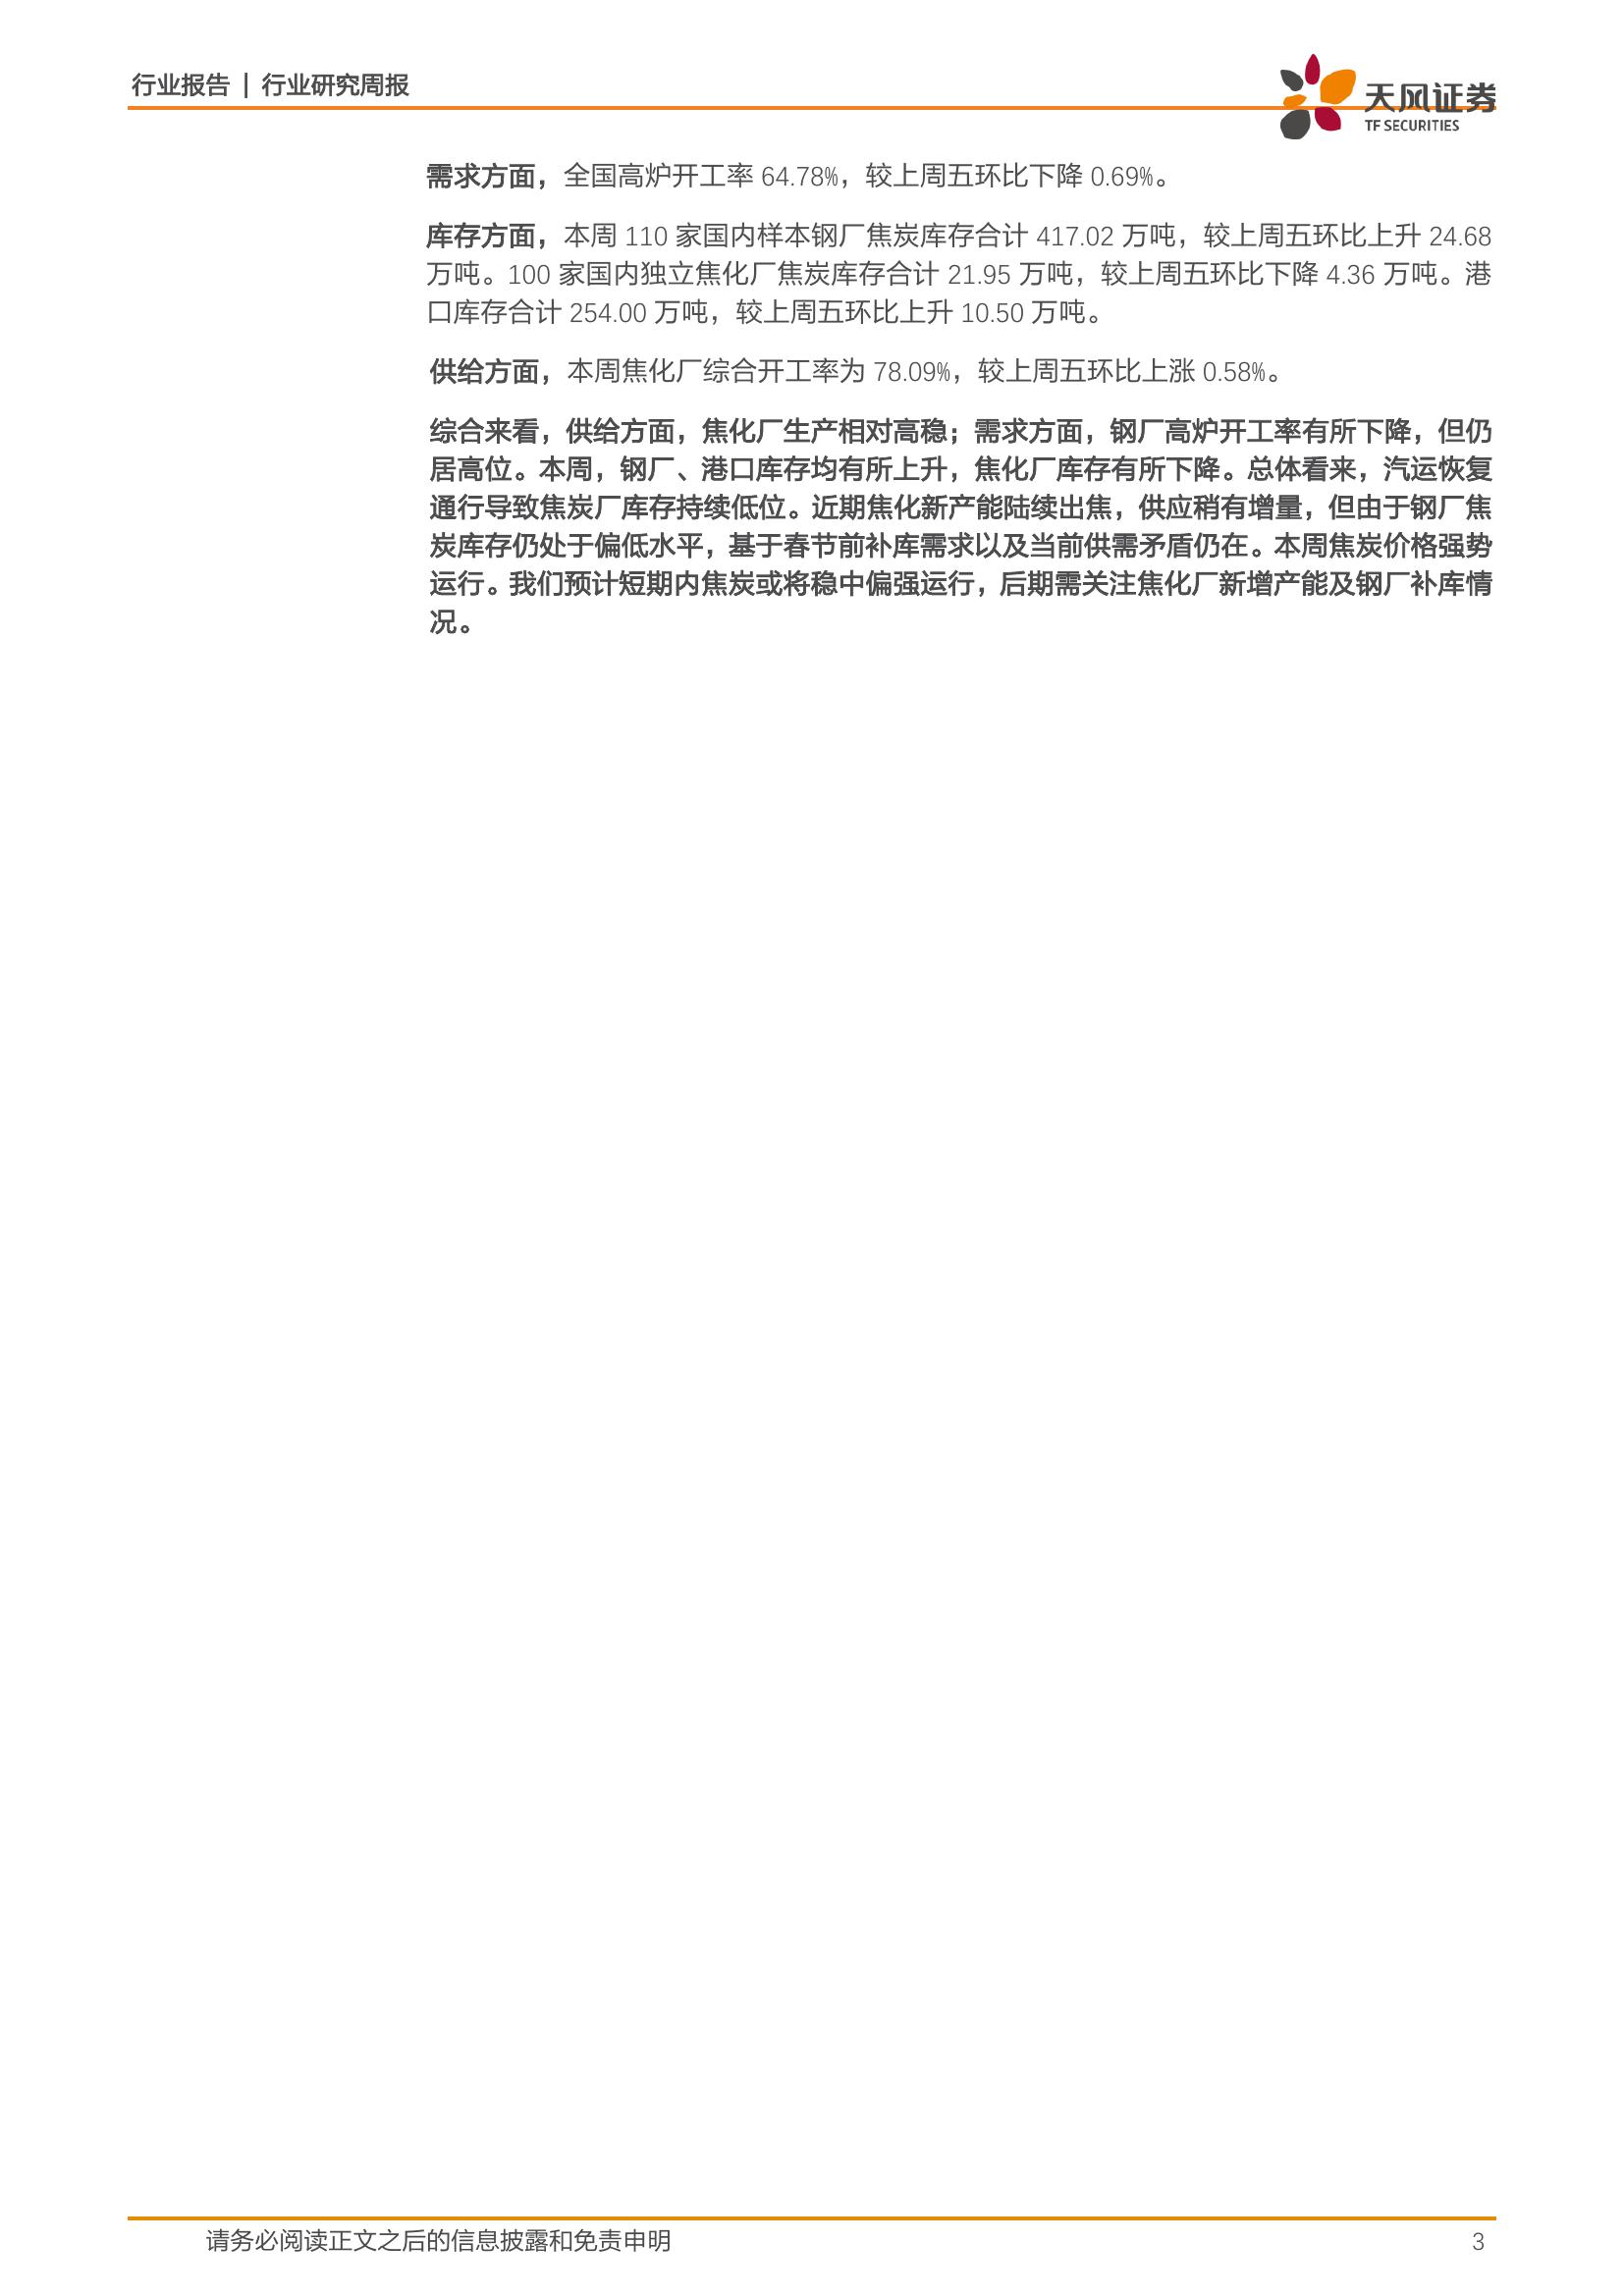 行业报告 | 行业研究周报
天风证券
TF SECURITIES
需求方面，全国高炉开工率 64.78%，较上周五环比下降 0.69%。
库存方面，本周 110 家国内样本钢厂焦炭库存合计 417.02 万吨，较上周五环比上升 24.68
万吨。100 家国内独立焦化厂焦炭库存合计 21.95 万吨，较上周五环比下降 4.36 万吨。港
口库存合计 254.00 万吨，较上周五环比上升 10.50 万吨。
供给方面，本周焦化厂综合开工率为 78.09%，较上周五环比上涨 0.58%。
综合来看，供给方面，焦化厂生产相对高稳；需求方面，钢厂高炉开工率有所下降，但仍
居高位。本周，钢厂、港口库存均有所上升，焦化厂库存有所下降。总体看来，汽运恢复
通行导致焦炭厂库存持续低位。近期焦化新产能陆续出焦，供应稍有增量，但由于钢厂焦
炭库存仍处于偏低水平，基于春节前补库需求以及当前供需矛盾仍在。本周焦炭价格强势
运行。我们预计短期内焦炭或将稳中偏强运行，后期需关注焦化厂新增产能及钢厂补库情
况。
请务必阅读正文之后的信息披露和免责申明
3